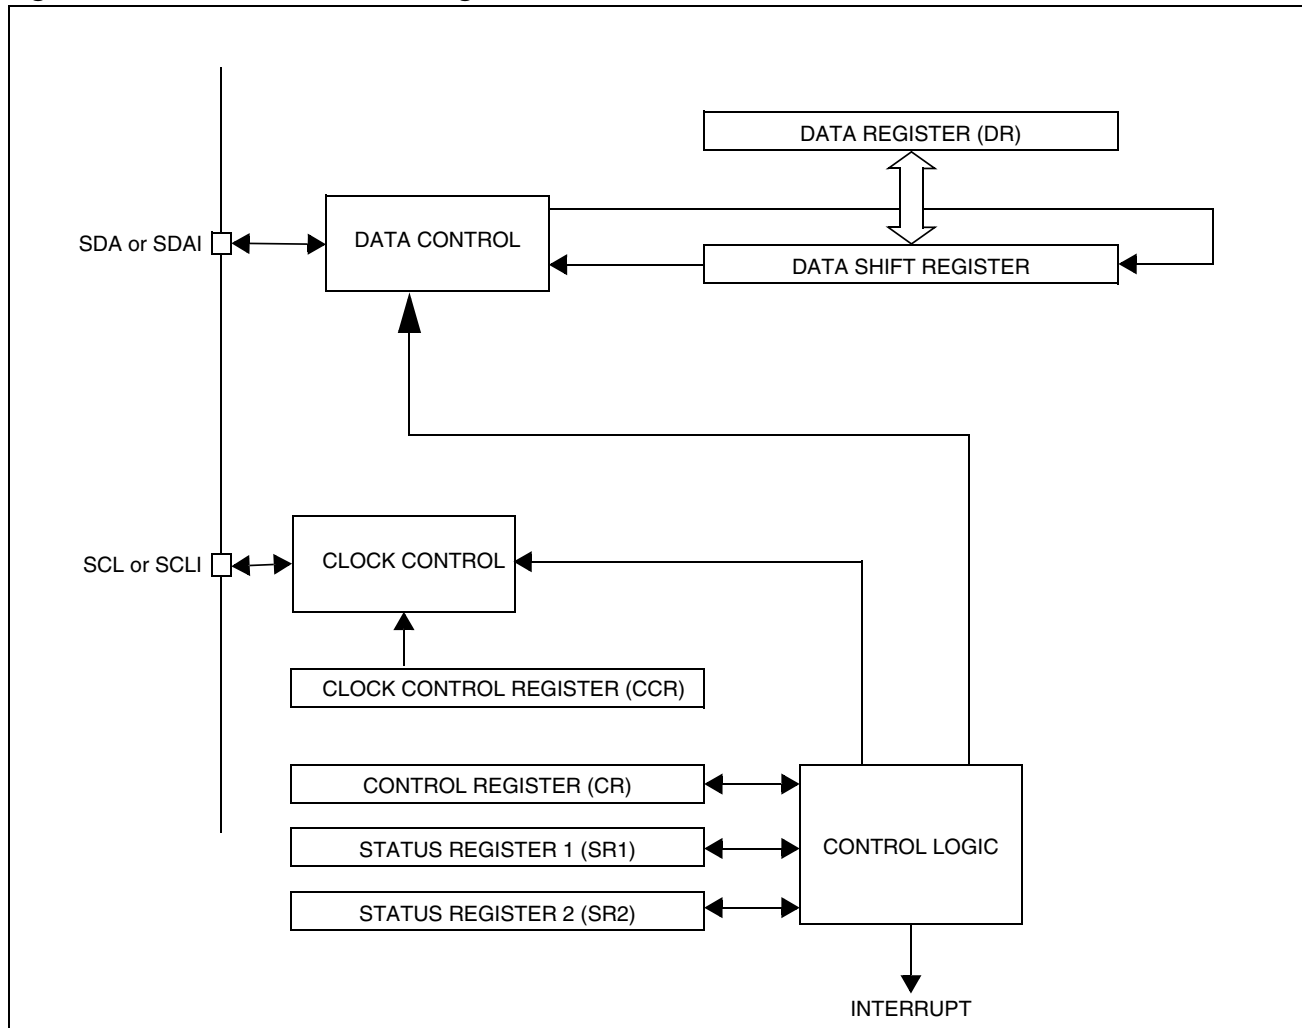 DATA REGISTER (DR)
SDA or SDAI
DATA CONTROL
DATA SHIFT REGISTER
SCL or SCLI
CLOCK CONTROL
CLOCK CONTROL REGISTER (CCR)
CONTROL REGISTER (CR)
STATUS REGISTER 1 (SR1)
CONTROL LOGIC
STATUS REGISTER 2 (SR2)
INTERRUPT